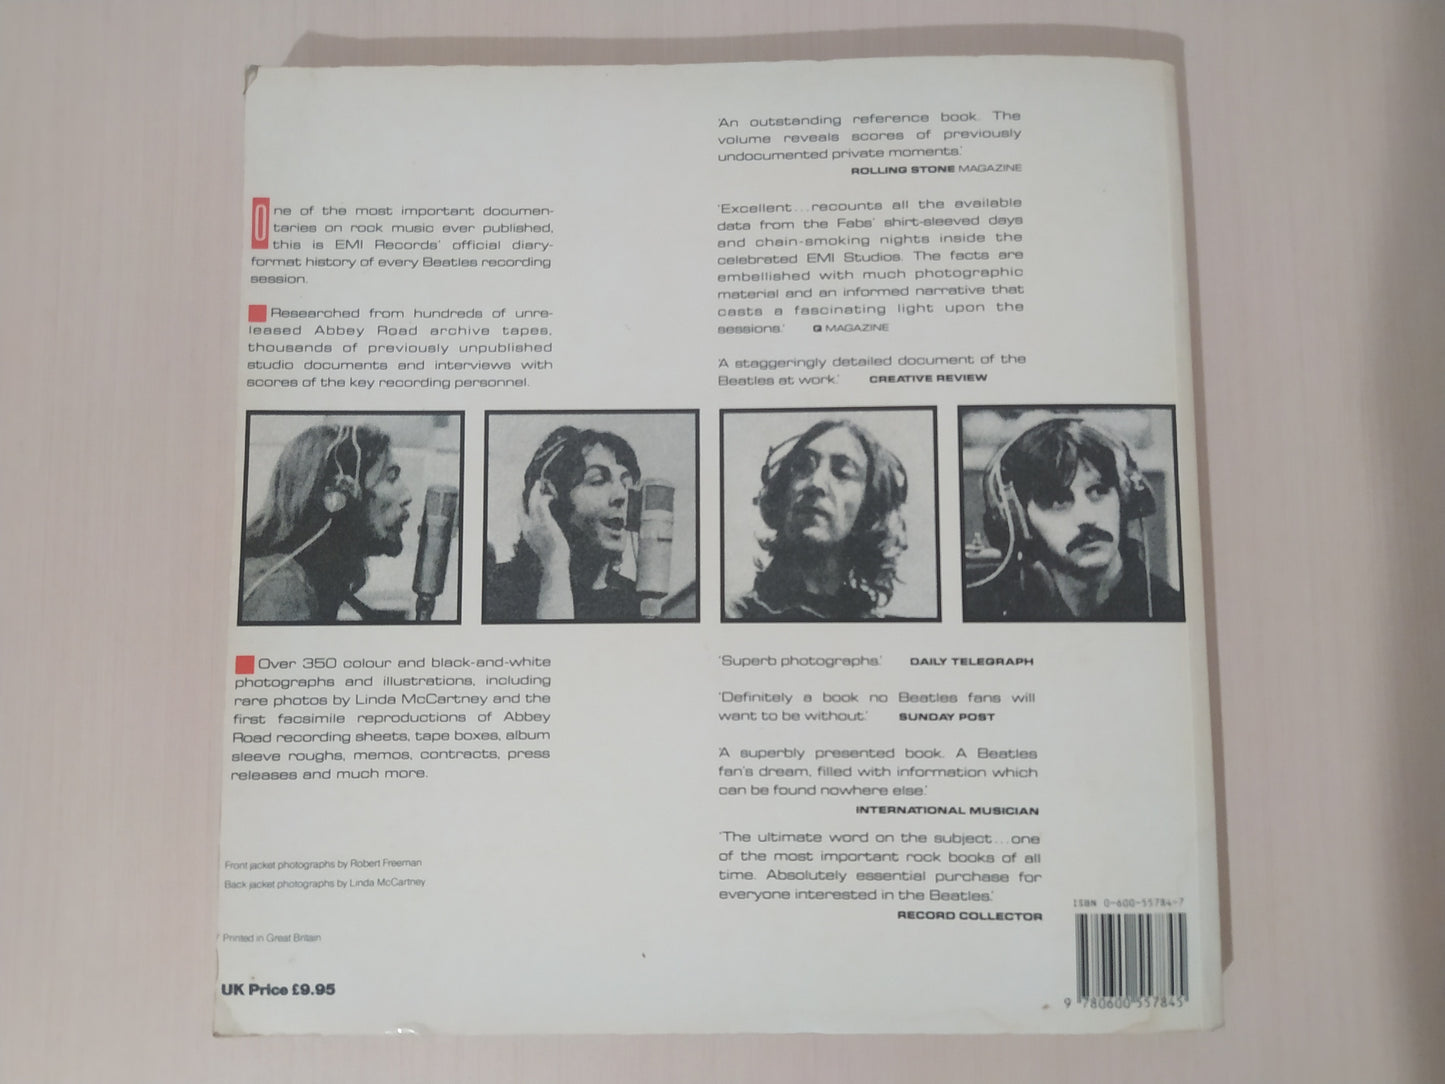 One of the most important documen-
taries on rock music ever published,
this is EMI Records' official diary-
format history of every Beatles recording
session.
Researched from hundreds of unre-
leased Abbey Road archive tapes,
thousands of previously unpublished
studio documents and interviews with
scores of the key recording personnel.
Over 350 colour and black-and-white
photographs and illustrations, including
rare photos by Linda McCartney and the
first facsimile reproductions of Abbey
Road recording sheets, tape boxes, album
sleeve roughs, memos, contracts, press
releases and much more.
Front jacket photographs by Robert Freeman
Back jacket photographs by Linda McCartney
Printed in Great Britain
UK Price £9.95
'An outstanding reference book. The
volume reveals scores of previously
undocumented private moments.'
ROLLING STONE MAGAZINE
'Excellent...recounts all the available
data from the Fabs' shirt-sleeved days
and chain-smoking nights inside the
celebrated EMI Studios. The facts are
embellished with much photographic
material and an informed narrative that
casts a fascinating light upon the
sessions.' Q MAGAZINE
'A staggeringly detailed document of the
Beatles at work.' CREATIVE REVIEW
'Superb photographs.' DAILY TELEGRAPH
'Definitely a book no Beatles fans will
want to be without.' SUNDAY POST
'A superbly presented book. A Beatles
fan's dream, filled with information which
can be found nowhere else.'
INTERNATIONAL MUSICIAN
'The ultimate word on the subject...one
of the most important rock books of all
time. Absolutely essential purchase for
everyone interested in the Beatles.'
RECORD COLLECTOR
ISBN 0-600-55784-7
9 780600 557845